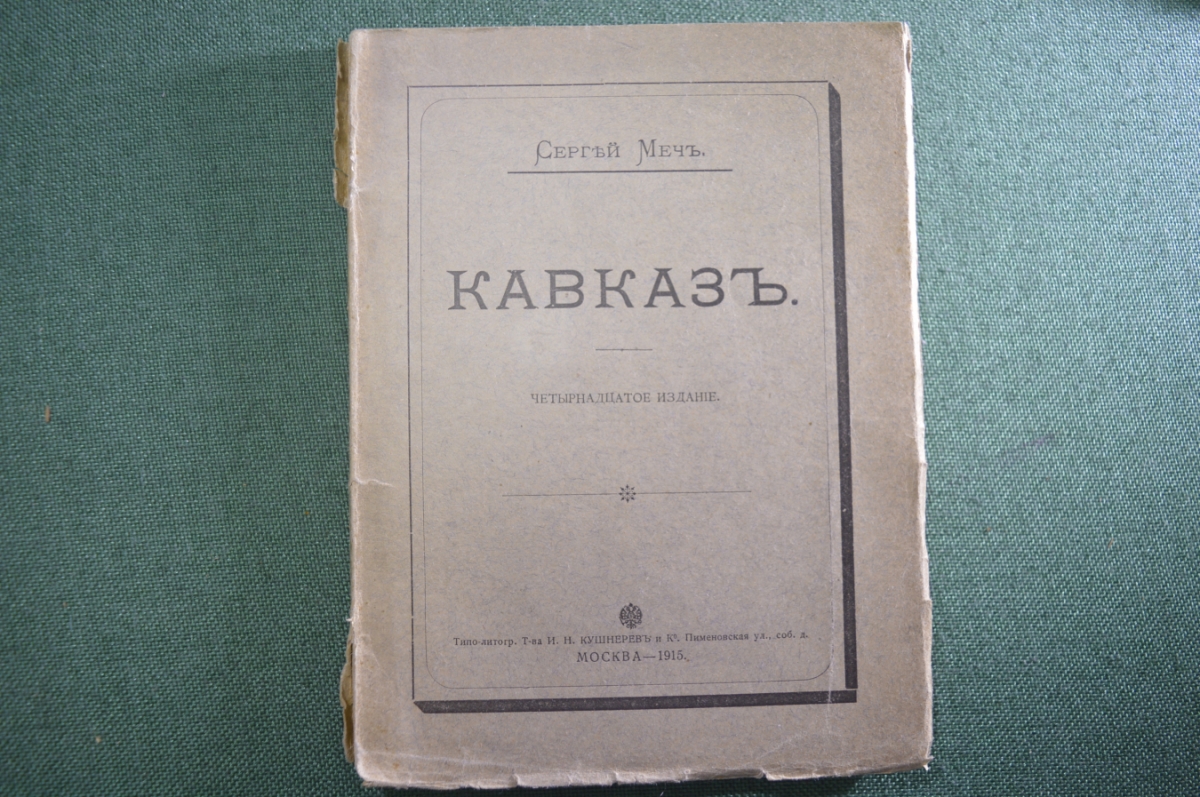 Сергѣй Мечъ.
КАВКАЗЪ.
ЧЕТЫРНАДЦАТОЕ ИЗДАНІЕ.
Типо-литогр. Т-ва И. Н. КУШНЕРЕВЪ и Кº. Пименовская ул., соб. д.
МОСКВА—1915.